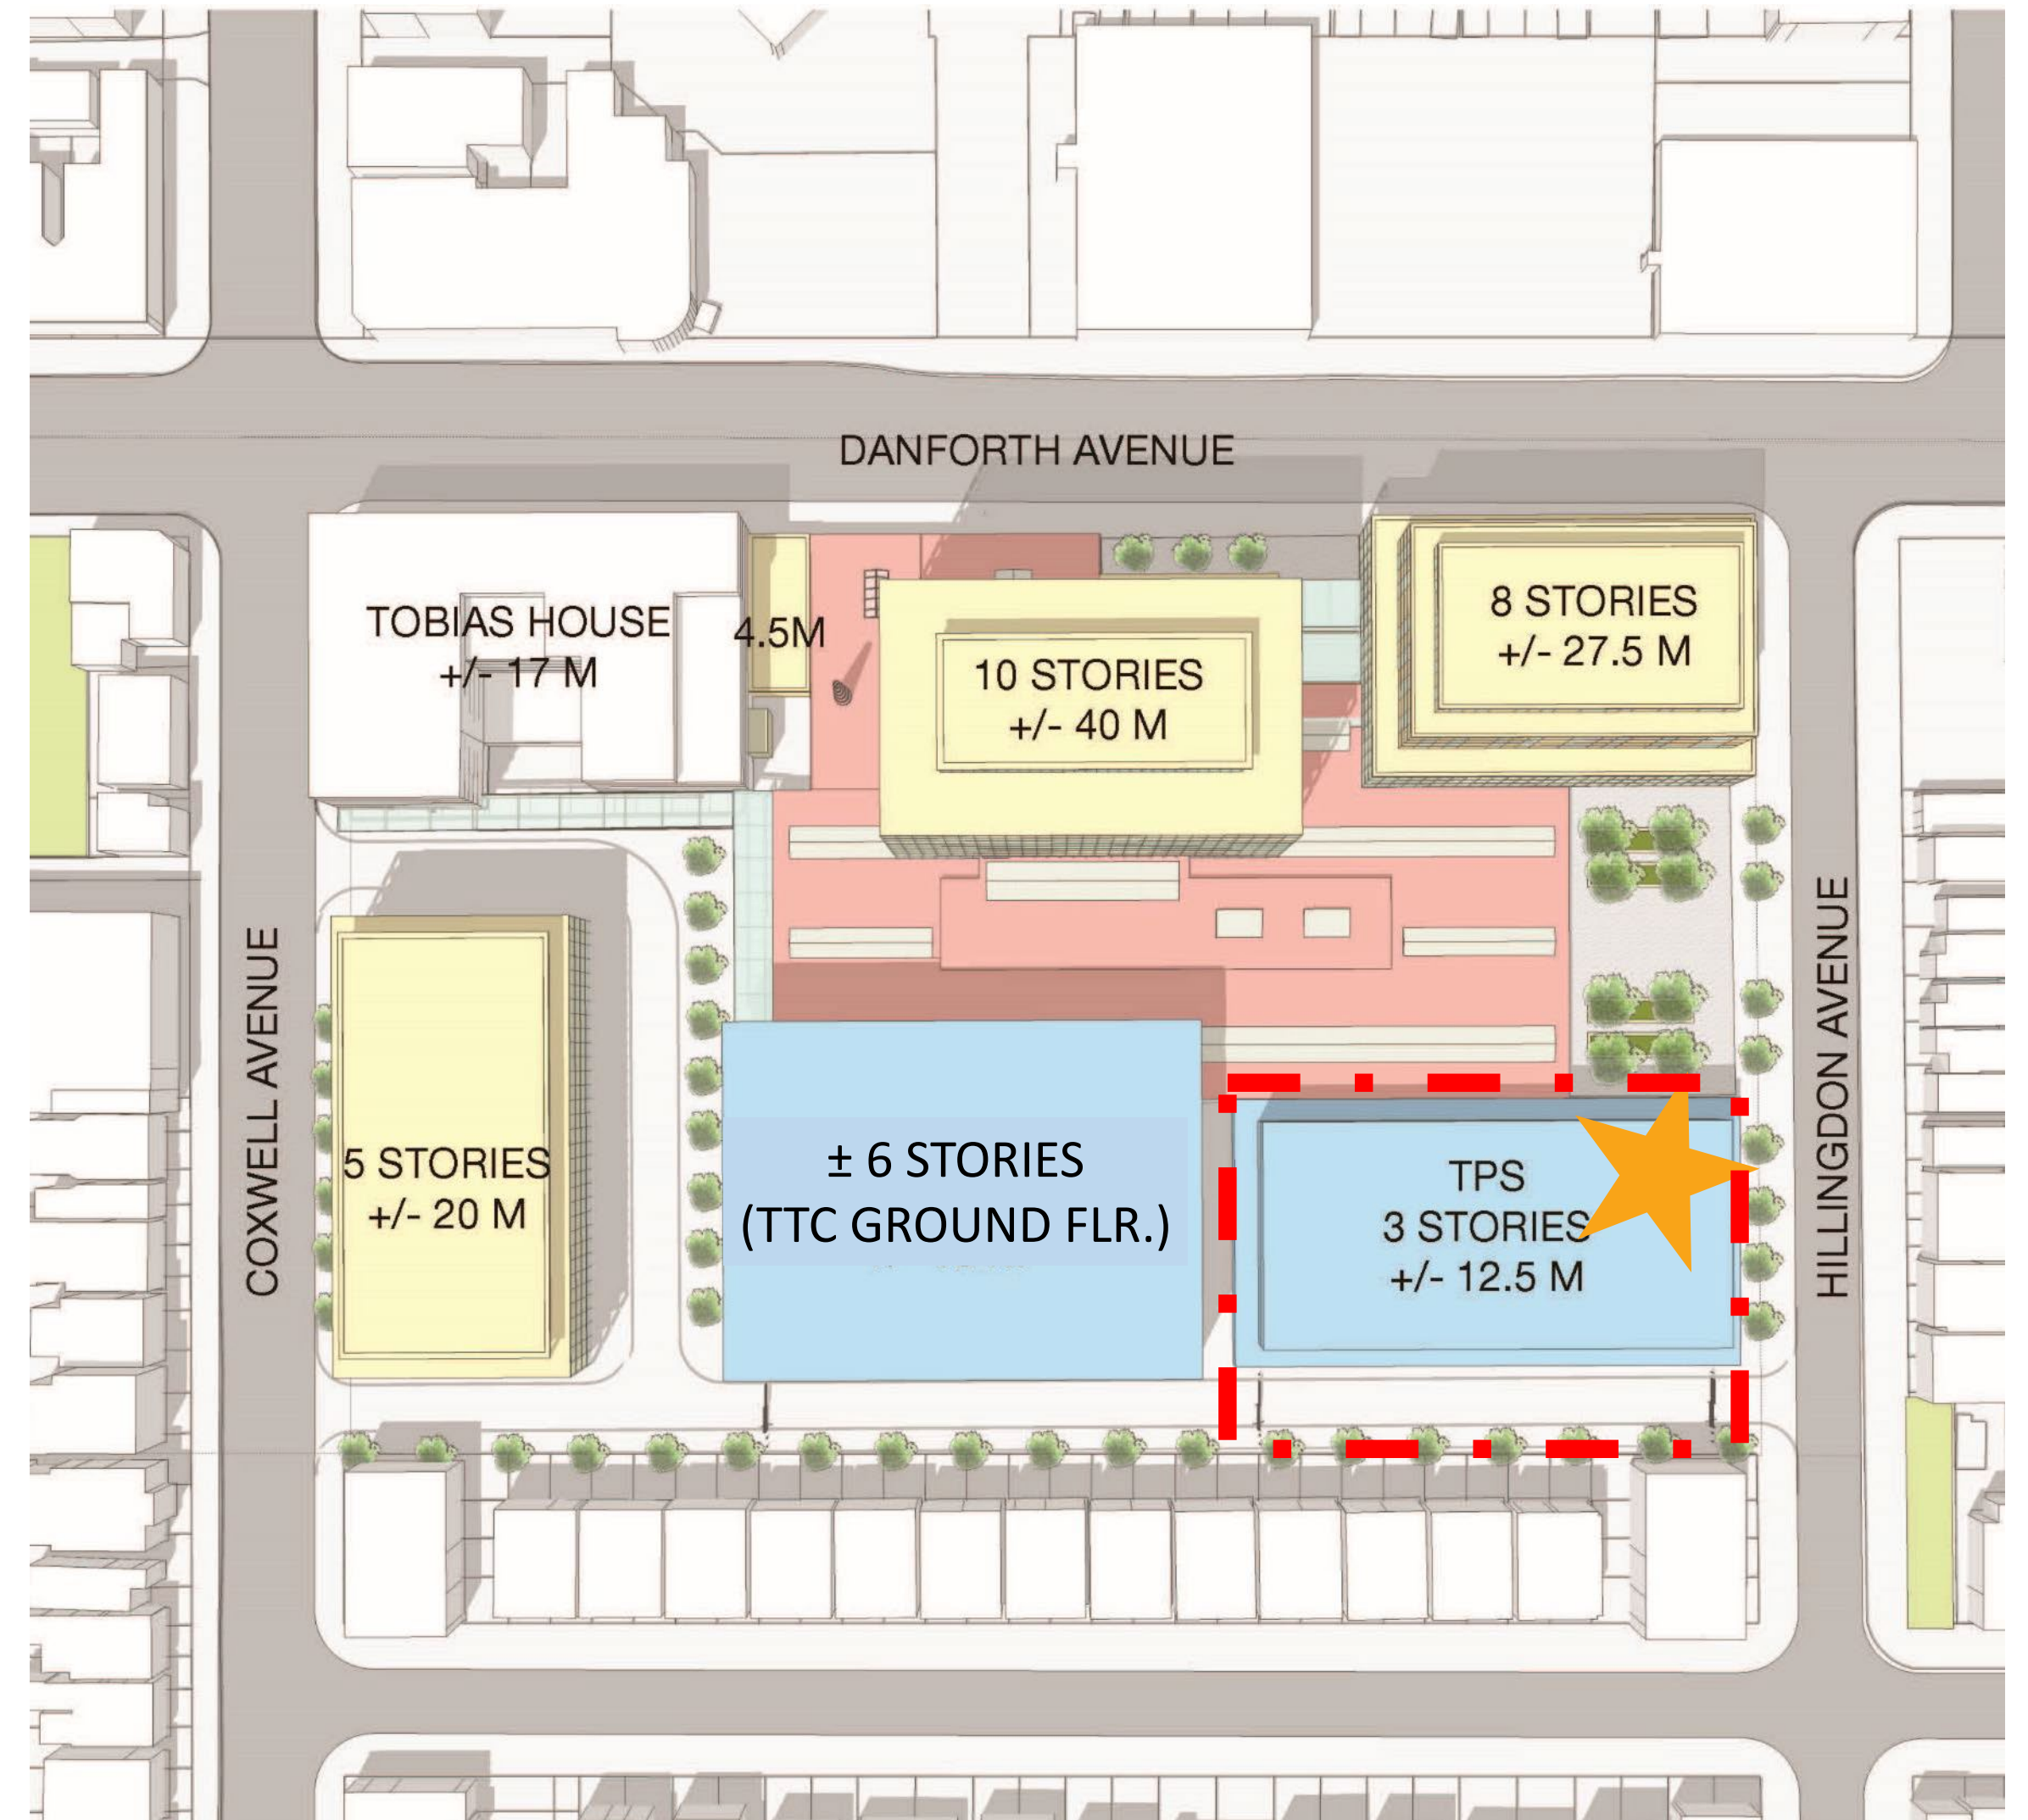 DANFORTH AVENUE
TOBIAS HOUSE
+/- 17 M
4.5M
10 STORIES
+/- 40 M
8 STORIES
+/- 27.5 M
COXWELL AVENUE
HILLINGDON AVENUE
5 STORIES
+/- 20 M
± 6 STORIES
(TTC GROUND FLR.)
TPS
3 STORIES
+/- 12.5 M